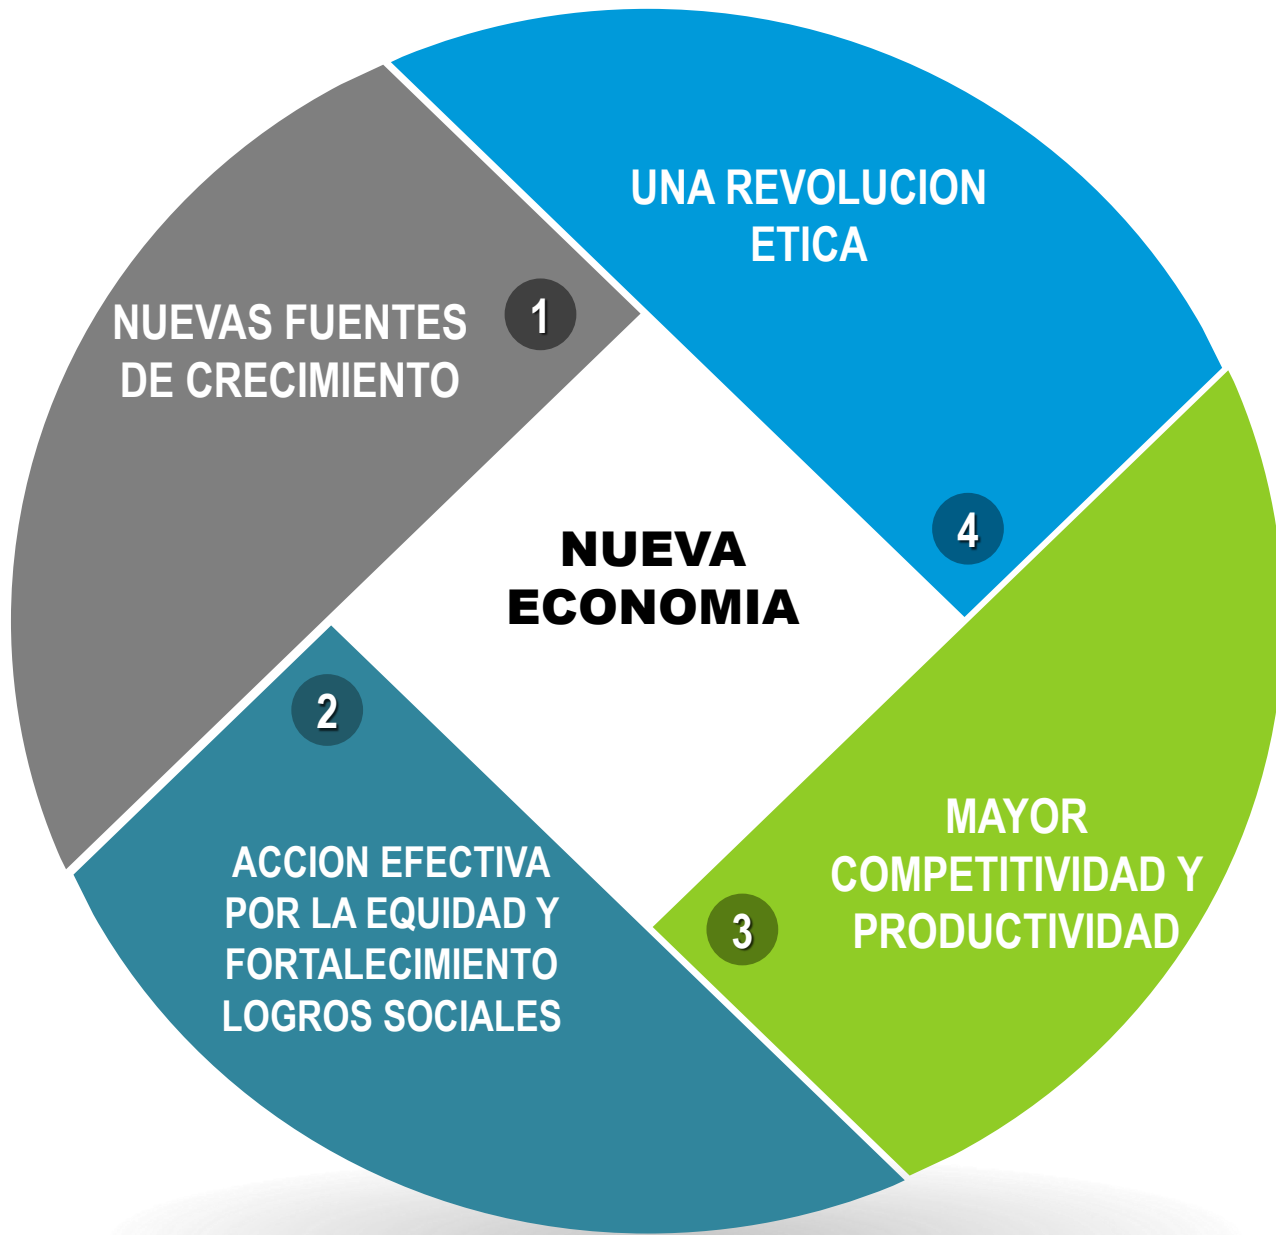 NUEVAS FUENTES
DE CRECIMIENTO
1
UNA REVOLUCION
ETICA
4
NUEVA
ECONOMIA
2
ACCION EFECTIVA
POR LA EQUIDAD Y
FORTALECIMIENTO
LOGROS SOCIALES
3
MAYOR
COMPETITIVIDAD Y
PRODUCTIVIDAD